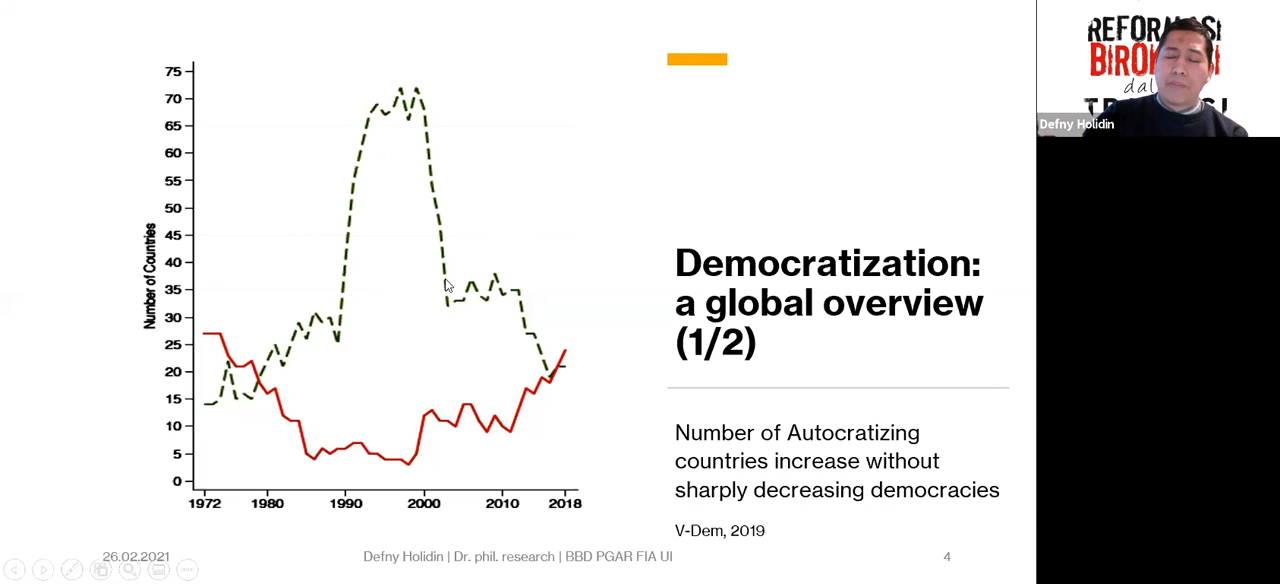 75
70
65
60
55
50
45
40
35
30
25
20
15
10
5
0
Number of Countries
1972 1980 1990 2000 2010 2018
Democratization:
a global overview
(1/2)
Number of Autocratizing
countries increase without
sharply decreasing democracies
V-Dem, 2019
26.02.2021
Defny Holidin | Dr. phil. research | BBD PGAR FIA UI
4
dal
Defny Holidin